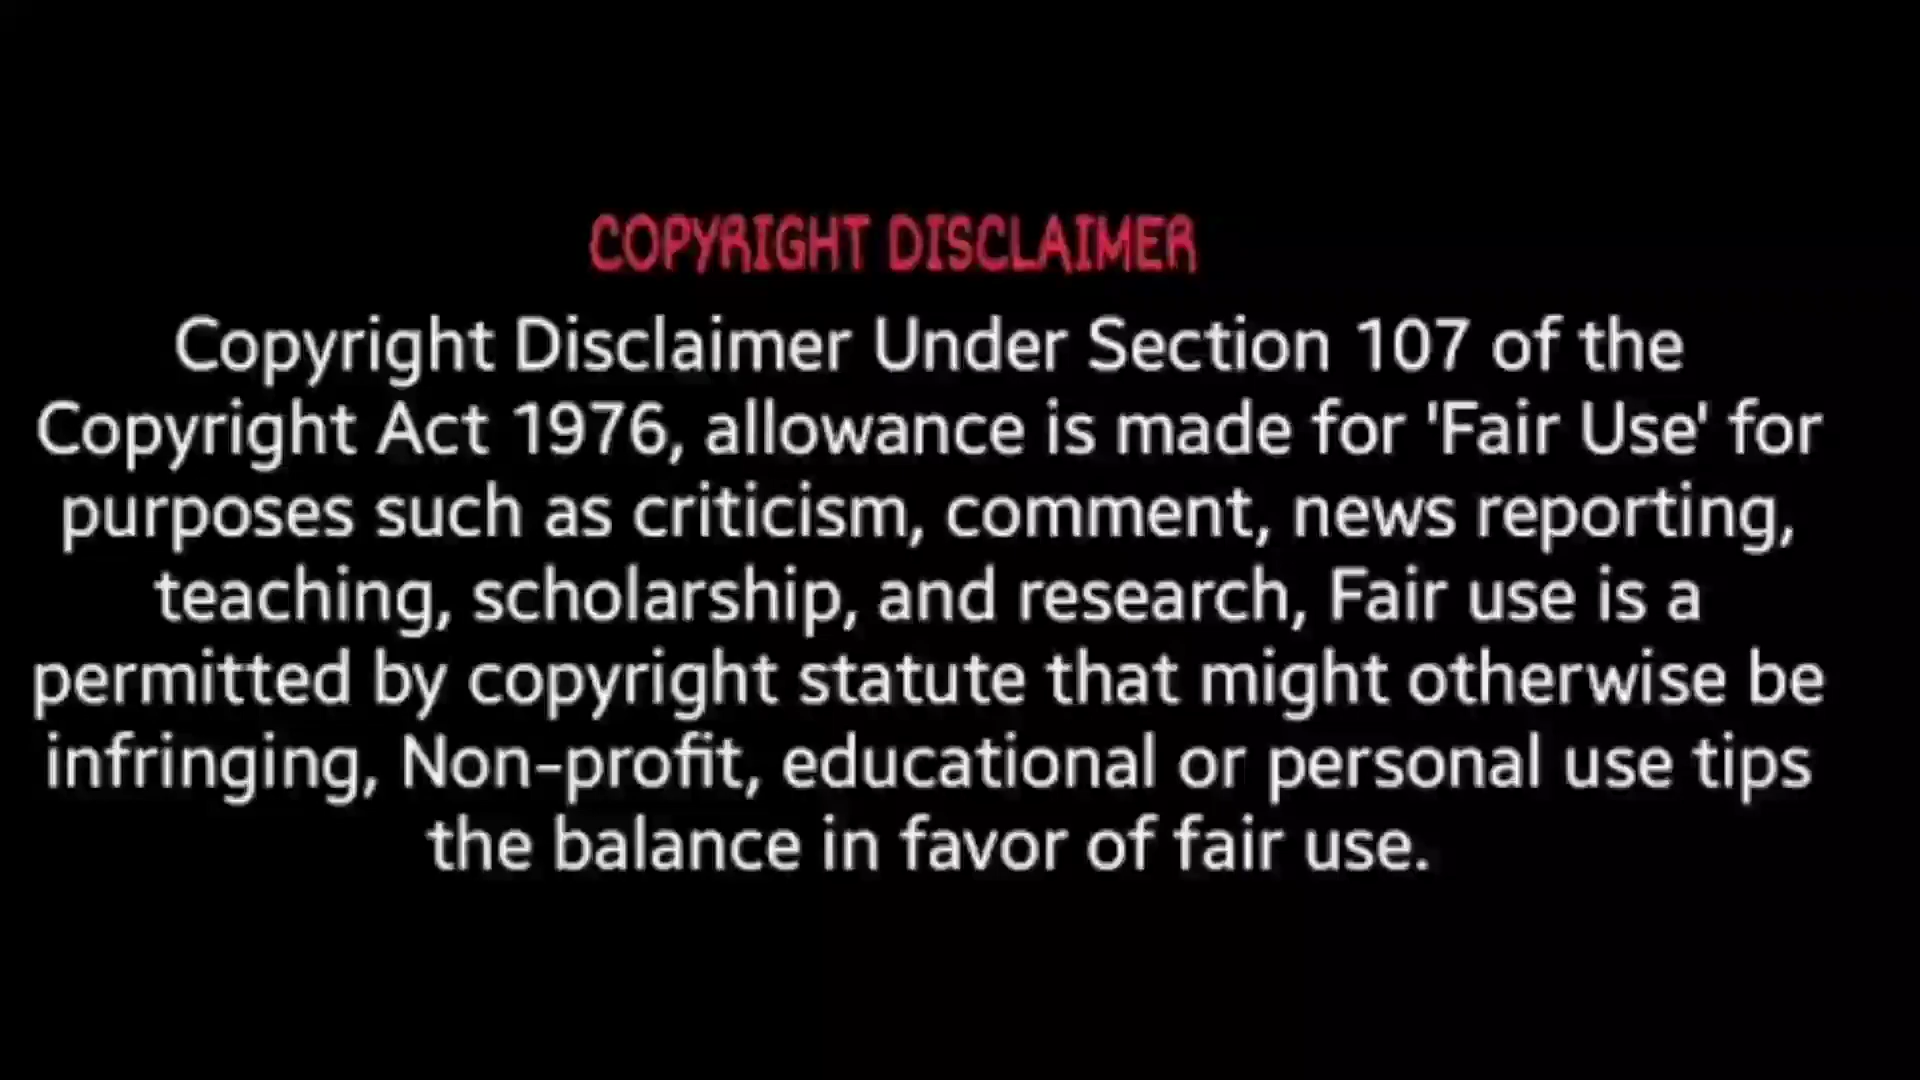 COPYRIGHT DISCLAIMER
Copyright Disclaimer Under Section 107 of the
Copyright Act 1976, allowance is made for 'Fair Use' for
purposes such as criticism, comment, news reporting,
teaching, scholarship, and research, Fair use is a
permitted by copyright statute that might otherwise be
infringing, Non-profit, educational or personal use tips
the balance in favor of fair use.